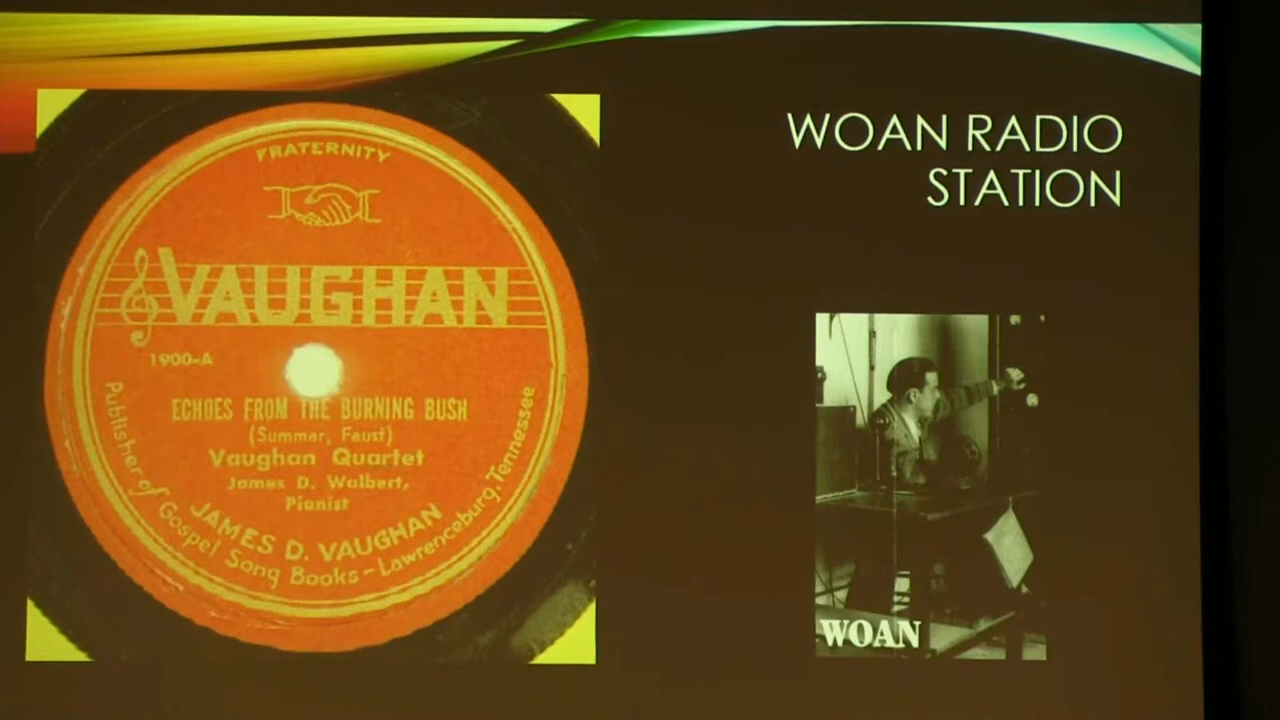 WOAN RADIO
STATION
FRATERNITY
VAUGHAN
1900-A
ECHOES FROM THE BURNING BUSH
(Summar, Faust)
Vaughan Quartet
James D. Walbert,
Pianist
JAMES D. VAUGHAN
Publisher of Gospel Song Books – Lawrenceburg, Tennessee
WOAN